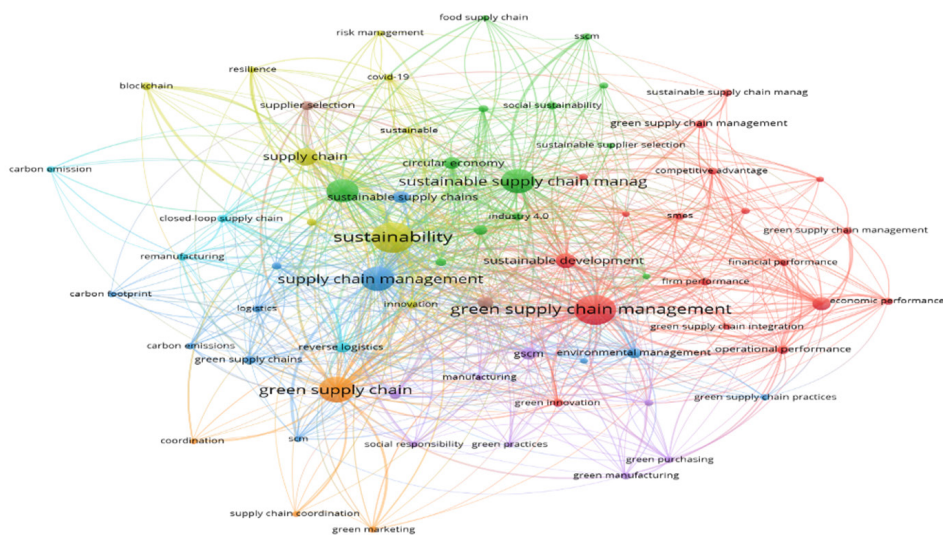 food supply chain
risk management
sscm
resilience
covid-19
blockchain
sustainable supply chain manag
supplier selection
social sustainability
green supply chain management
sustainable
sustainable supplier selection
supply chain
circular economy
carbon emission
competitive advantage
sustainable supply chain manag
sustainable supply chains
closed-loop supply chain
industry 4.0
smes
green supply chain management
sustainability
remanufacturing
sustainable development
financial performance
supply chain management
firm performance
carbon footprint
innovation
economic performance
logistics
green supply chain management
green supply chain integration
carbon emissions
reverse logistics
gscm
environmental management
operational performance
green supply chains
manufacturing
green supply chain
green innovation
green supply chain practices
coordination
scm
social responsibility
green practices
green purchasing
green manufacturing
supply chain coordination
green marketing